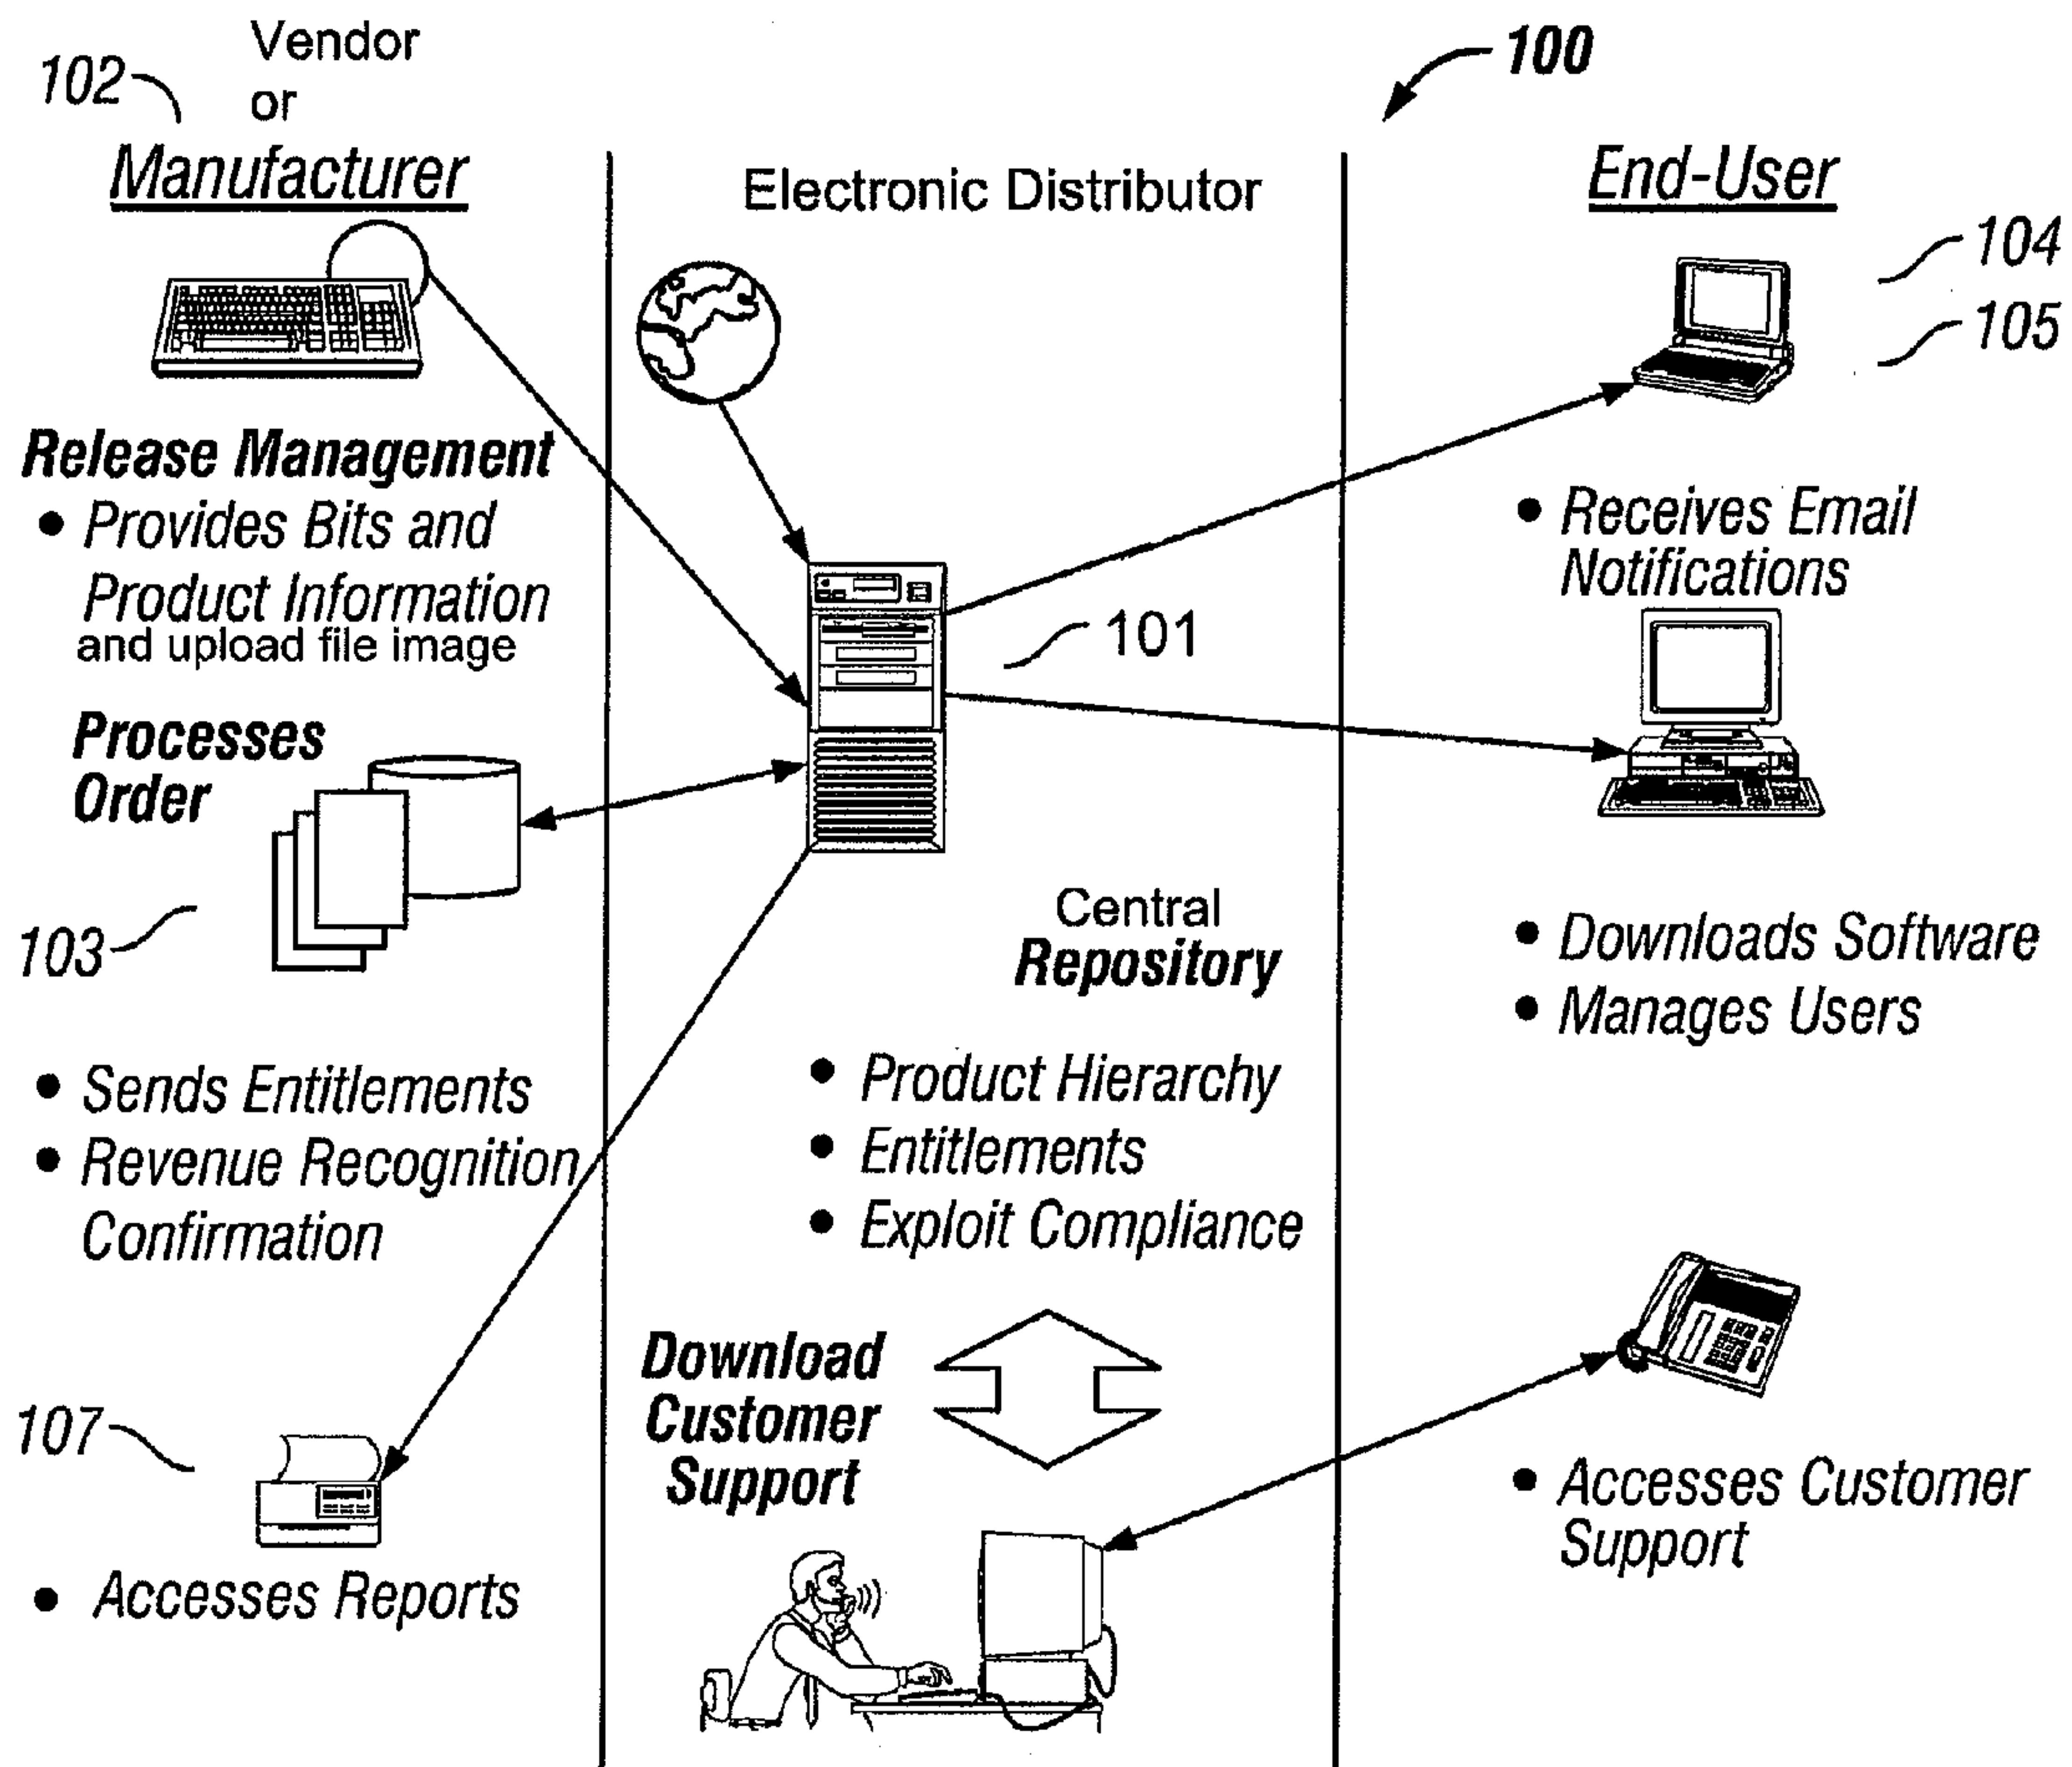 Vendor
or
102
Manufacturer
Release Management
• Provides Bits and
Product Information
and upload file image
Processes
Order
103
• Sends Entitlements
• Revenue Recognition
Confirmation
107
• Accesses Reports
Electronic Distributor
101
Central
Repository
• Product Hierarchy
• Entitlements
• Exploit Compliance
Download
Customer
Support
100
End-User
104
105
• Receives Email
Notifications
• Downloads Software
• Manages Users
• Accesses Customer
Support